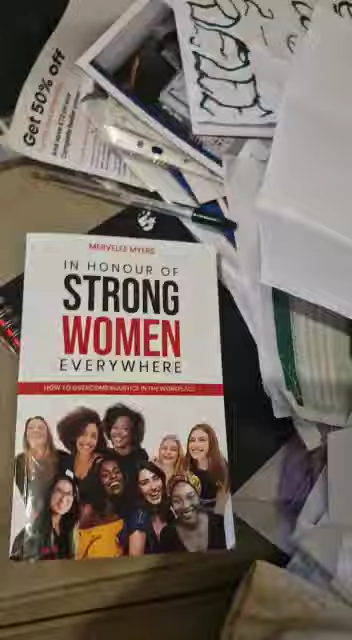 Get 50% off
MERVELEE MYERS
IN HONOUR OF
STRONG
WOMEN
EVERYWHERE
HOW TO OVERCOME INJUSTICE IN THE WORKPLACE